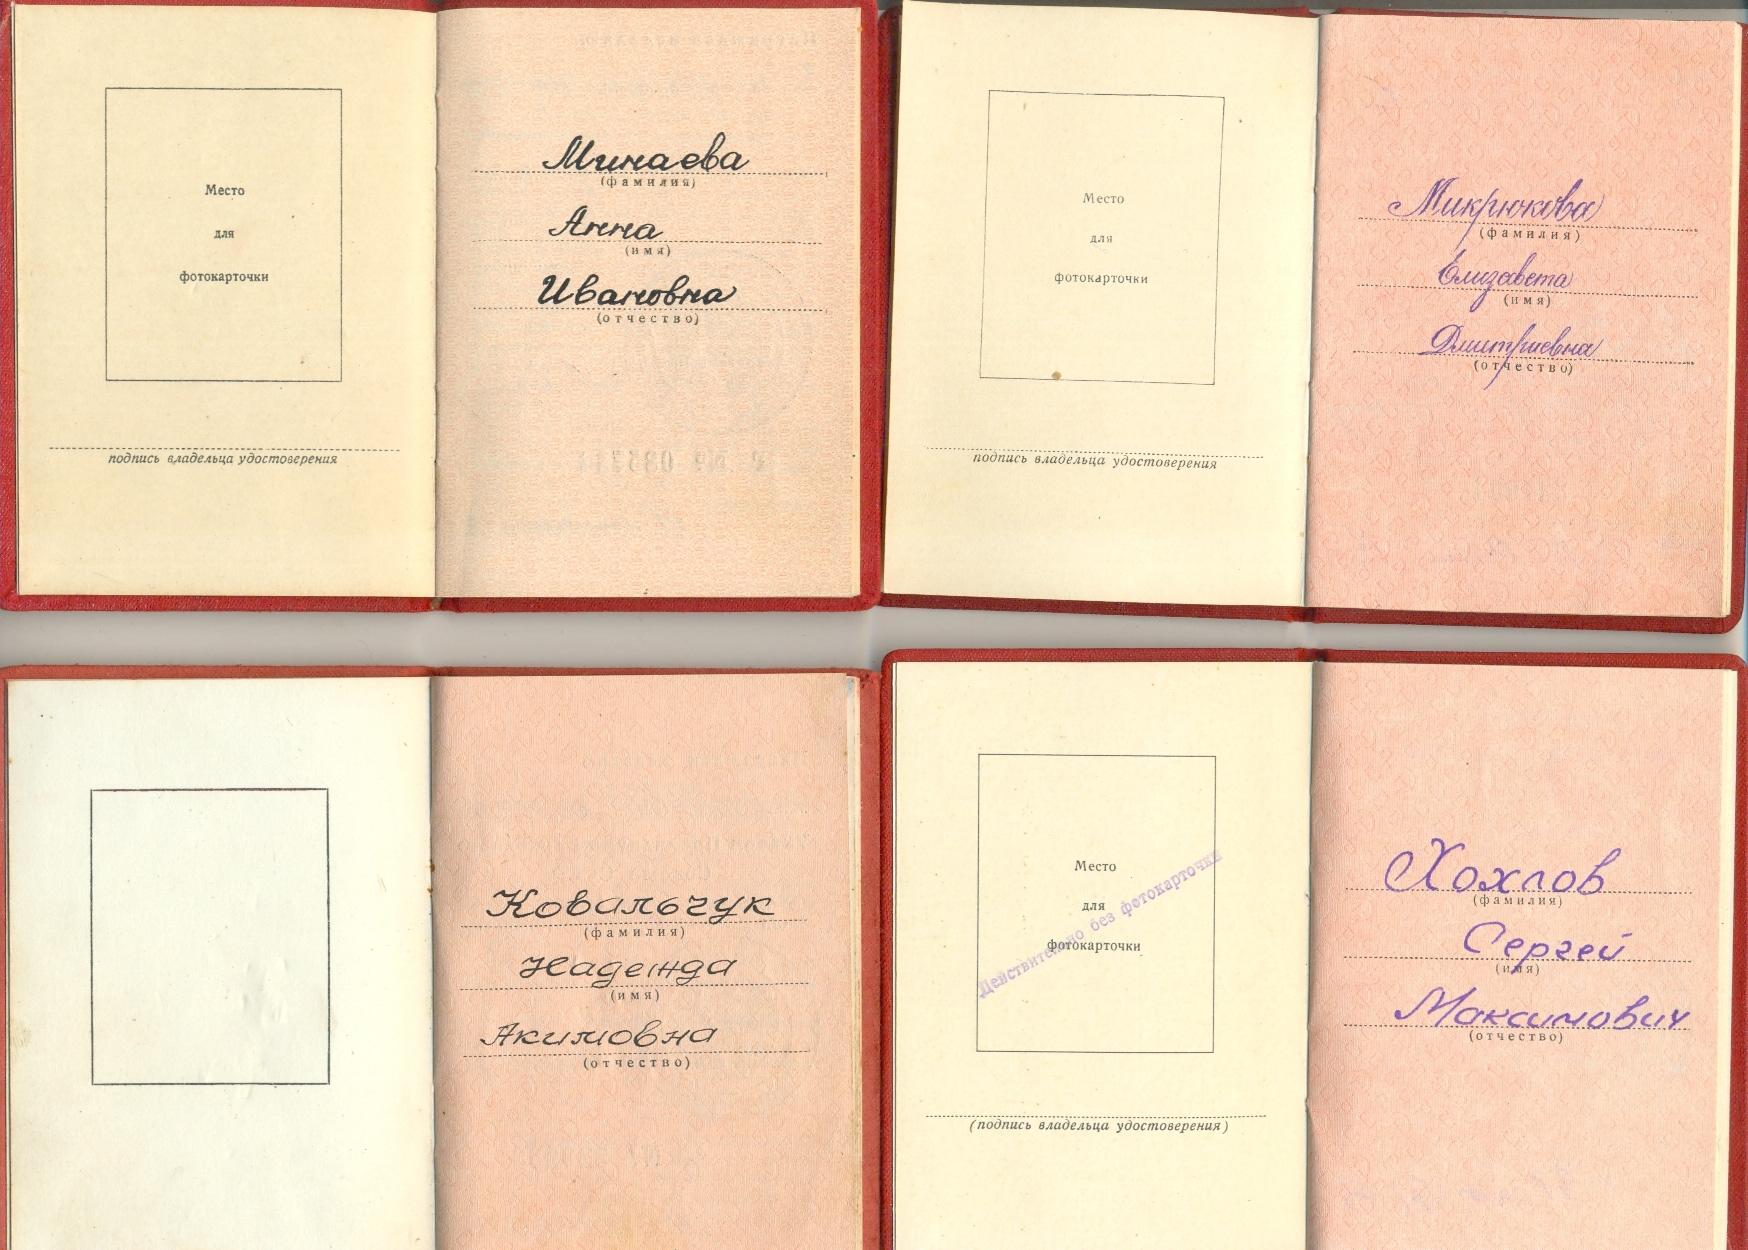 Место
для
фотокарточки
подпись владельца удостоверения
Минаева
(фамилия)
Анна
(имя)
Ивановна
(отчество)
Место
для
фотокарточки
подпись владельца удостоверения
Микрюкова
(фамилия)
Елизавета
(имя)
Дмитриевна
(отчество)
Ковальчук
(фамилия)
Надежда
(имя)
Акимовна
(отчество)
Место
для
фотокарточки
Действительно без фотокарточки
(подпись владельца удостоверения)
Хохлов
(фамилия)
Сергей
(имя)
Максимович
(отчество)